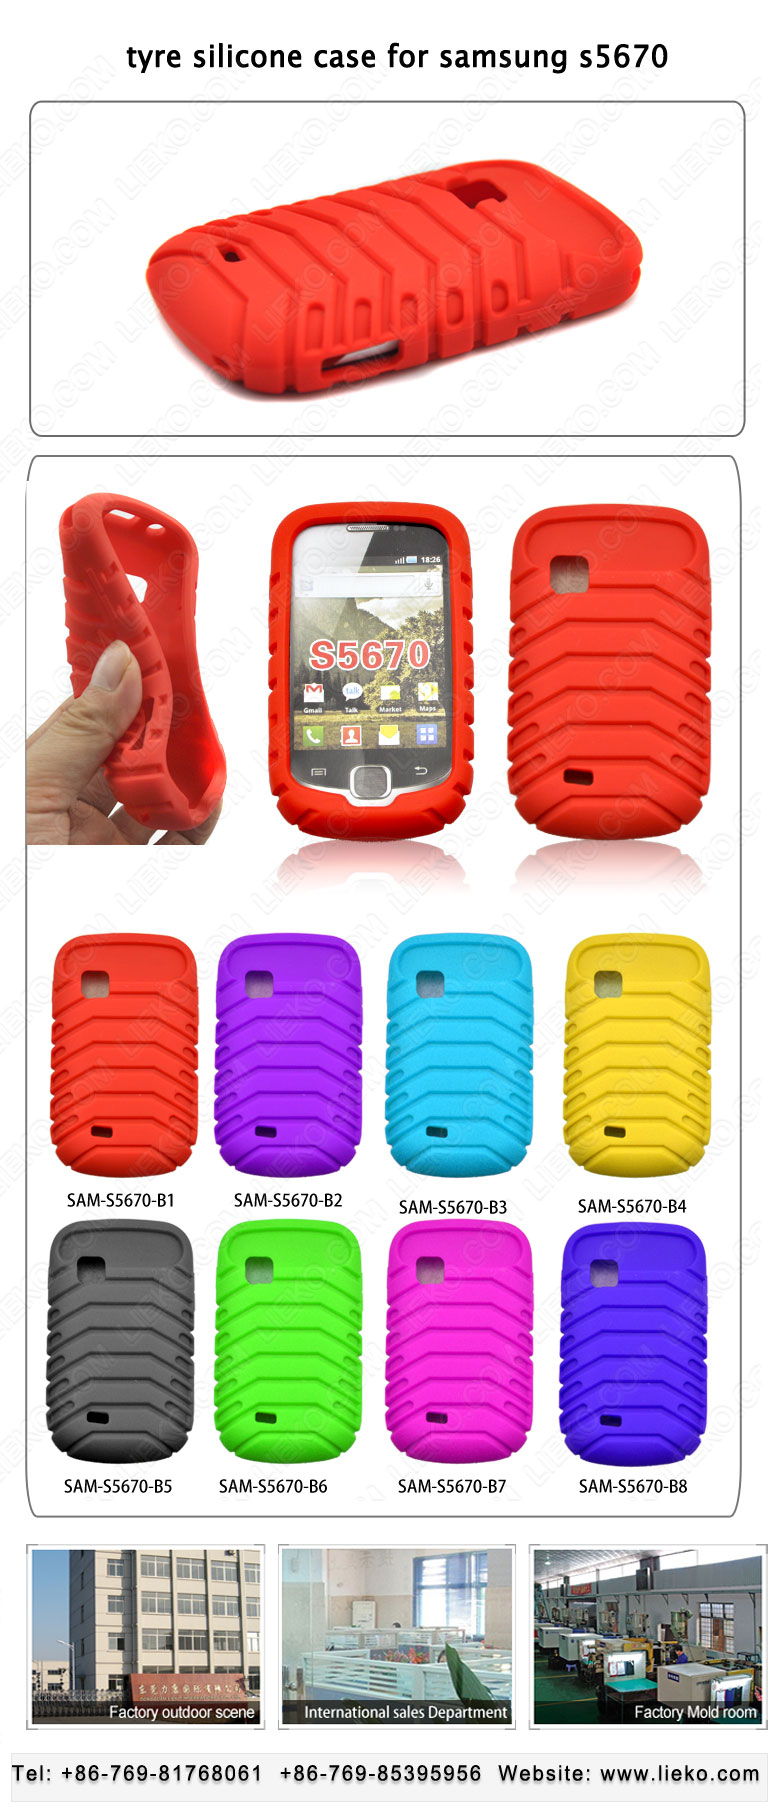 tyre silicone case for samsung s5670
18:26
S5670
Gmail Talk Market Maps
SAM-S5670-B1 SAM-S5670-B2 SAM-S5670-B3 SAM-S5670-B4
SAM-S5670-B5 SAM-S5670-B6 SAM-S5670-B7 SAM-S5670-B8
Factory outdoor scene International sales Department Factory Mold room
Tel: +86-769-81768061 +86-769-85395956 Website: www.lieko.com
LIEKO.COM